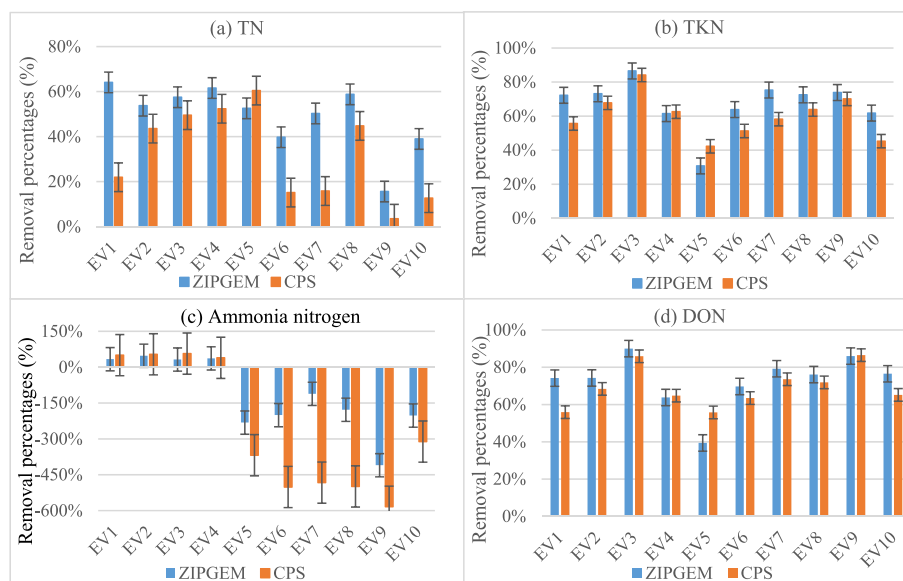 (a) TN
Removal percentages (%)
80%
60%
40%
20%
0%
EV1 EV2 EV3 EV4 EV5 EV6 EV7 EV8 EV9 EV10
ZIPGEM CPS
(b) TKN
Removal percentages (%)
100%
80%
60%
40%
20%
0%
EV1 EV2 EV3 EV4 EV5 EV6 EV7 EV8 EV9 EV10
ZIPGEM CPS
(c) Ammonia nitrogen
Removal percentages (%)
150%
0%
-150%
-300%
-450%
-600%
EV1 EV2 EV3 EV4 EV5 EV6 EV7 EV8 EV9 EV10
ZIPGEM CPS
(d) DON
Removal percentages (%)
100%
80%
60%
40%
20%
0%
EV1 EV2 EV3 EV4 EV5 EV6 EV7 EV8 EV9 EV10
ZIPGEM CPS